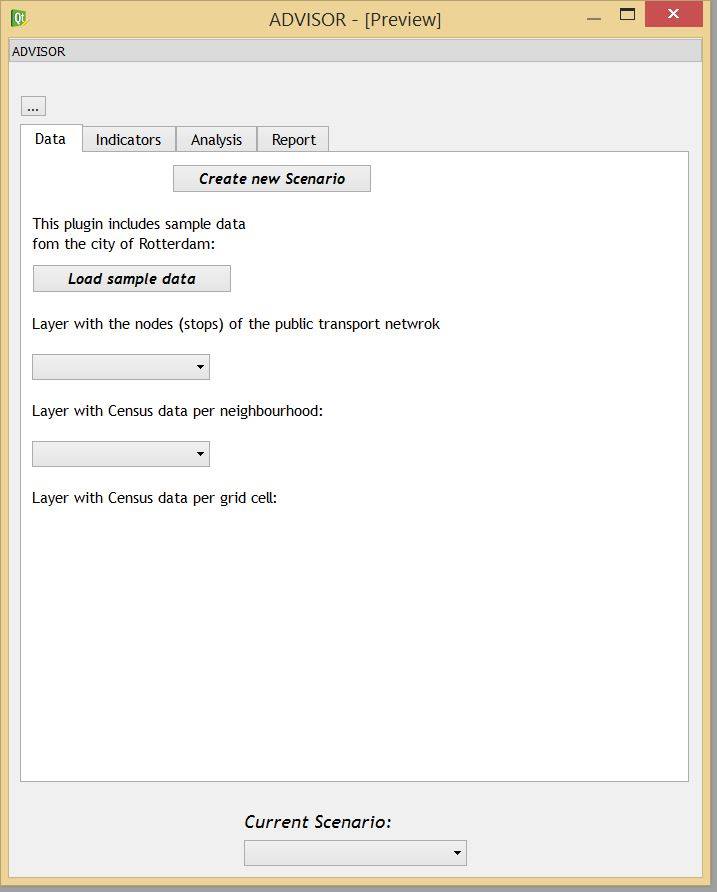 Qt
ADVISOR - [Preview]
ADVISOR
...
Data Indicators Analysis Report
Create new Scenario
This plugin includes sample data
fom the city of Rotterdam:
Load sample data
Layer with the nodes (stops) of the public transport netwrok
Layer with Census data per neighbourhood:
Layer with Census data per grid cell:
Current Scenario: